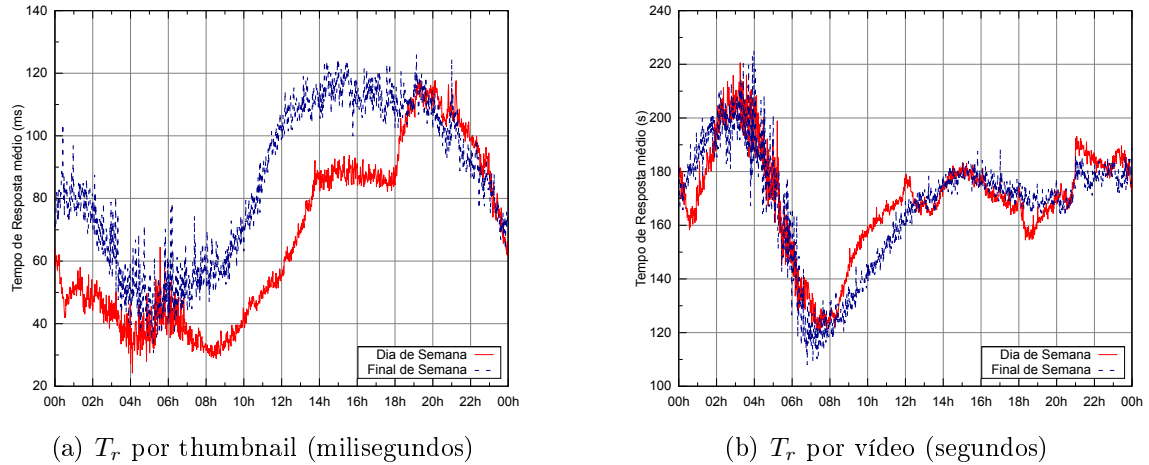 140
120
100
80
60
40
20
Tempo de Resposta médio (ms)
00h 02h 04h 06h 08h 10h 12h 14h 16h 18h 20h 22h 00h
Dia de Semana
Final de Semana
(a) Tr por thumbnail (milisegundos)
240
220
200
180
160
140
120
100
Tempo de Resposta médio (s)
00h 02h 04h 06h 08h 10h 12h 14h 16h 18h 20h 22h 00h
Dia de Semana
Final de Semana
(b) Tr por vídeo (segundos)